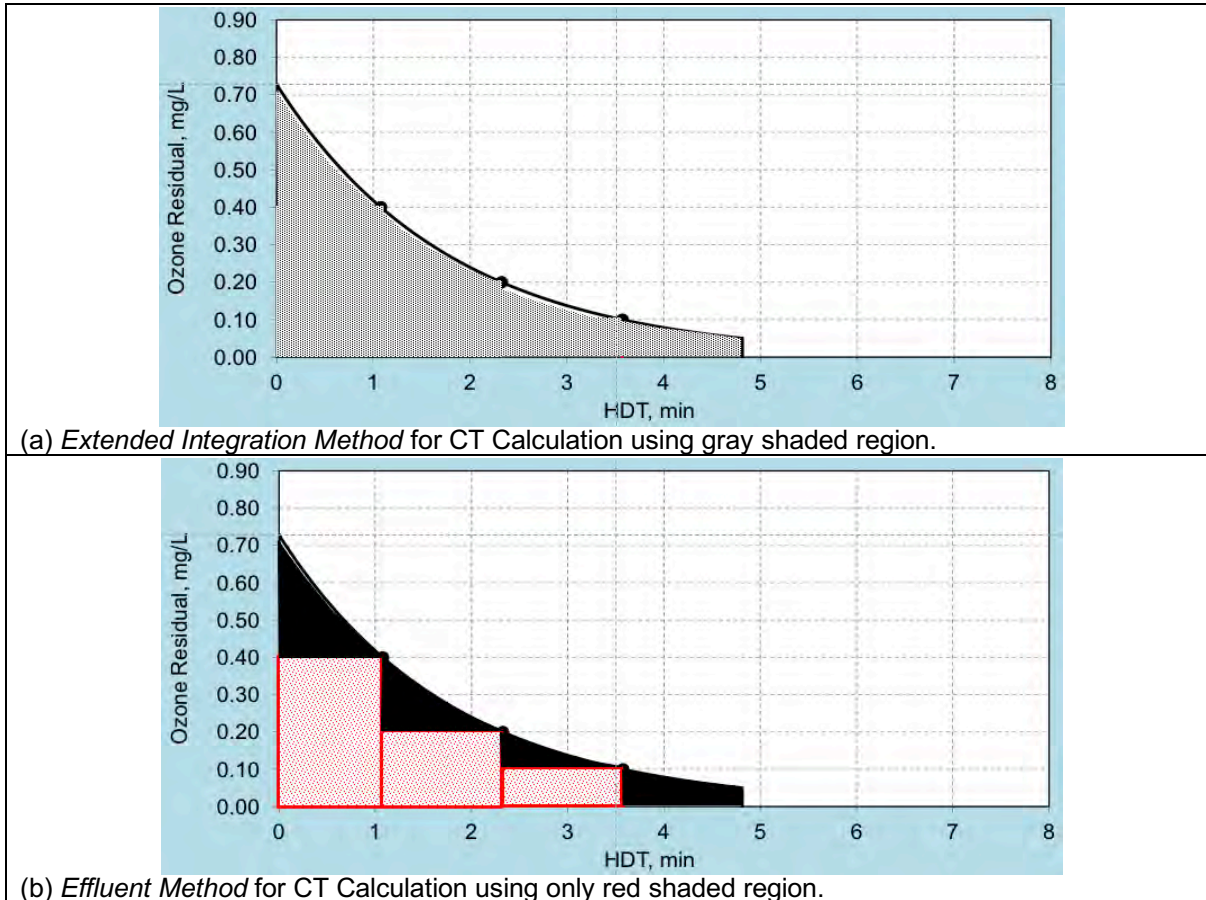 0.90
0.80
0.70
0.60
0.50
0.40
0.30
0.20
0.10
0.00
Ozone Residual, mg/L
0 1 2 3 4 5 6 7 8
HDT, min
(a) Extended Integration Method for CT Calculation using gray shaded region.
0.90
0.80
0.70
0.60
0.50
0.40
0.30
0.20
0.10
0.00
Ozone Residual, mg/L
0 1 2 3 4 5 6 7 8
HDT, min
(b) Effluent Method for CT Calculation using only red shaded region.